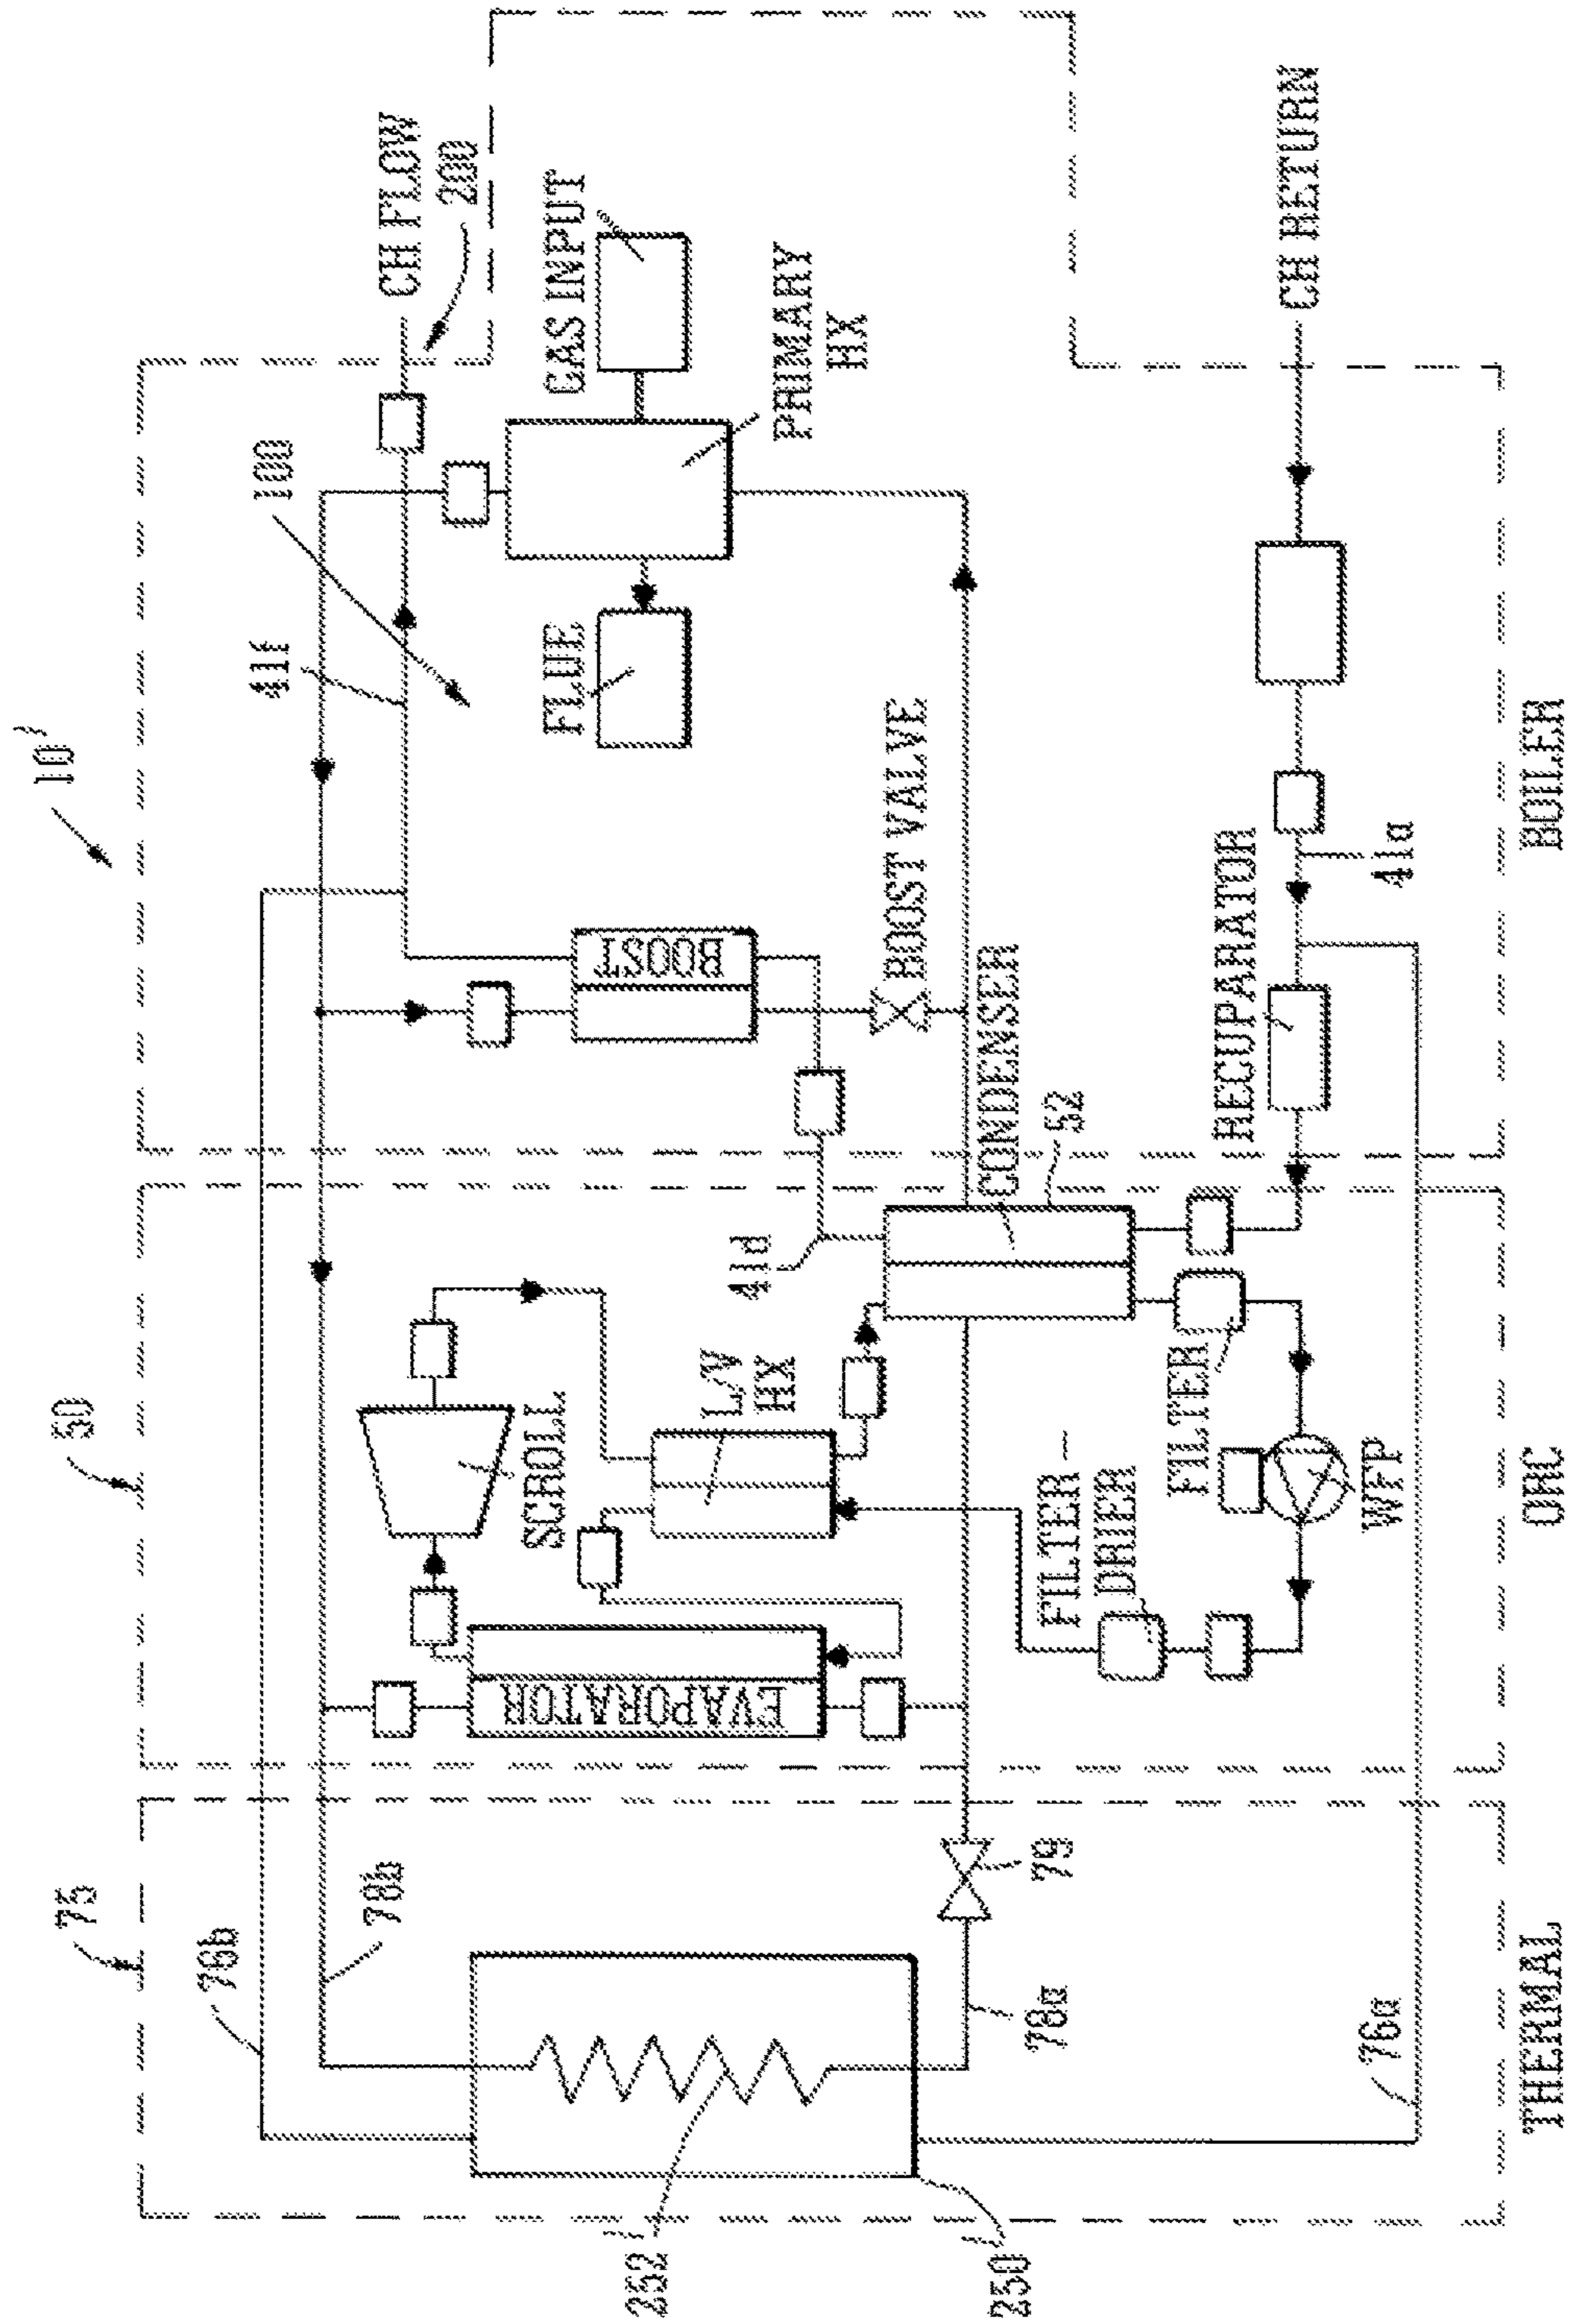 10'
75
50
76b
78b
41f
100
CH FLOW
200
EVAPORATOR
SCROLL
L/V
HX
BOOST
FLUE
GAS INPUT
PRIMARY
HX
252
250
78a
79
41d
BOOST VALVE
CONDENSER
52
FILTER -
DRIER
FILTER
WFP
RECUPARATOR
41a
CH RETURN
76a
THERMAL
ORC
BOILER